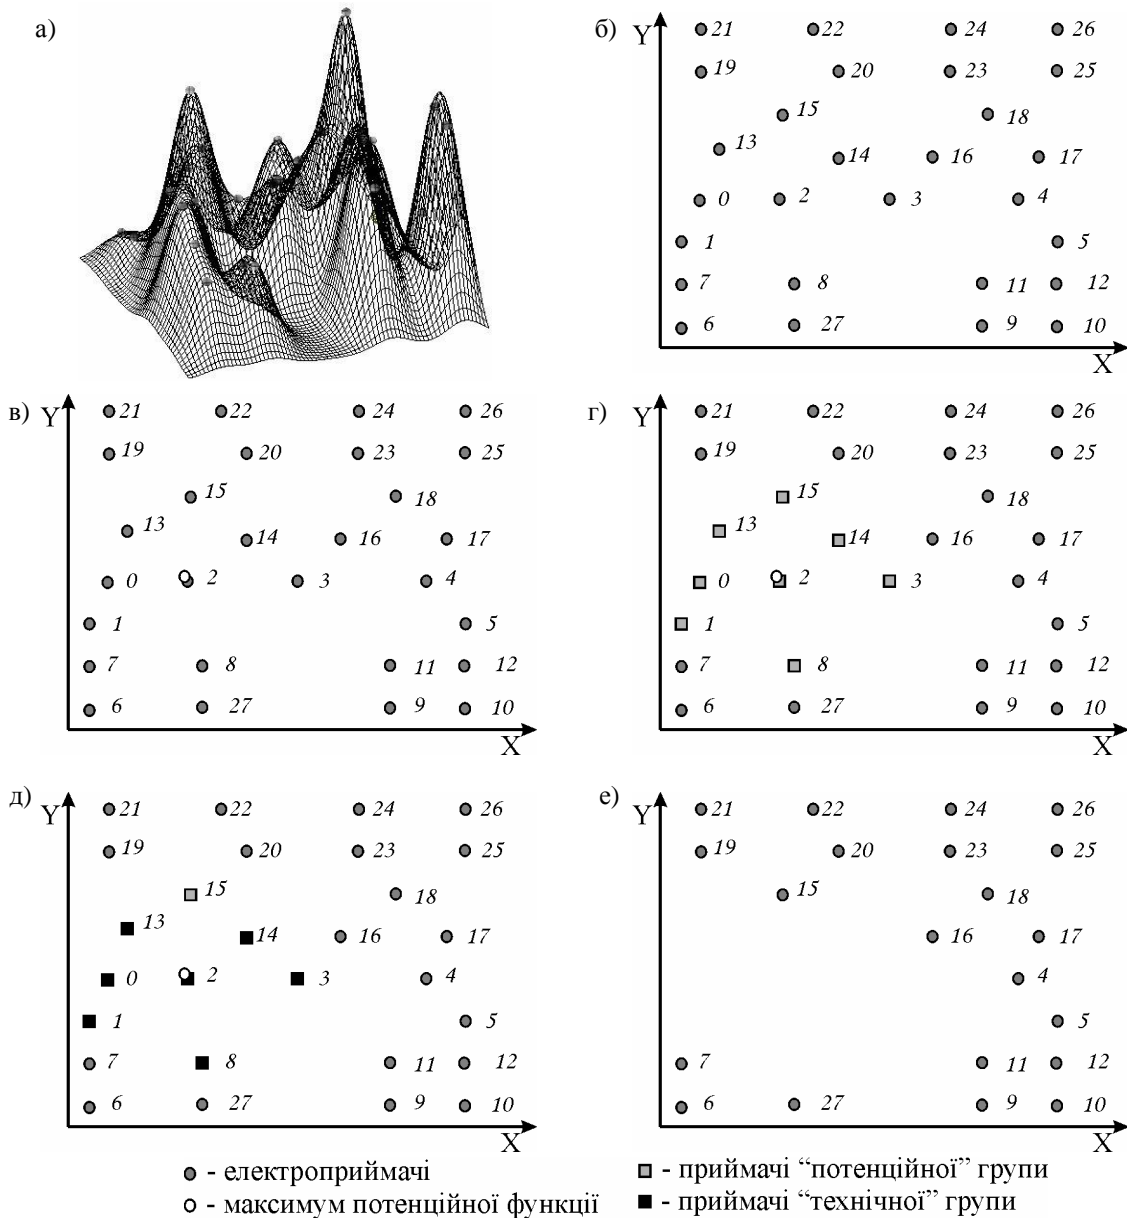 а)
б)
Y
21 22 24 26
19 20 23 25
15 18
13 14 16 17
0 2 3 4
1 5
7 8 11 12
6 27 9 10
X
в)
Y
21 22 24 26
19 20 23 25
15 18
13 14 16 17
0 2 3 4
1 5
7 8 11 12
6 27 9 10
X
г)
Y
21 22 24 26
19 20 23 25
15 18
13 14 16 17
0 2 3 4
1 5
7 8 11 12
6 27 9 10
X
д)
Y
21 22 24 26
19 20 23 25
15 18
13 14 16 17
0 2 3 4
1 5
7 8 11 12
6 27 9 10
X
е)
Y
21 22 24 26
19 20 23 25
15 18
16 17
4
5
7 11 12
6 27 9 10
X
- електроприймачі
- максимум потенційної функції
- приймачі “потенційної” групи
- приймачі “технічної” групи